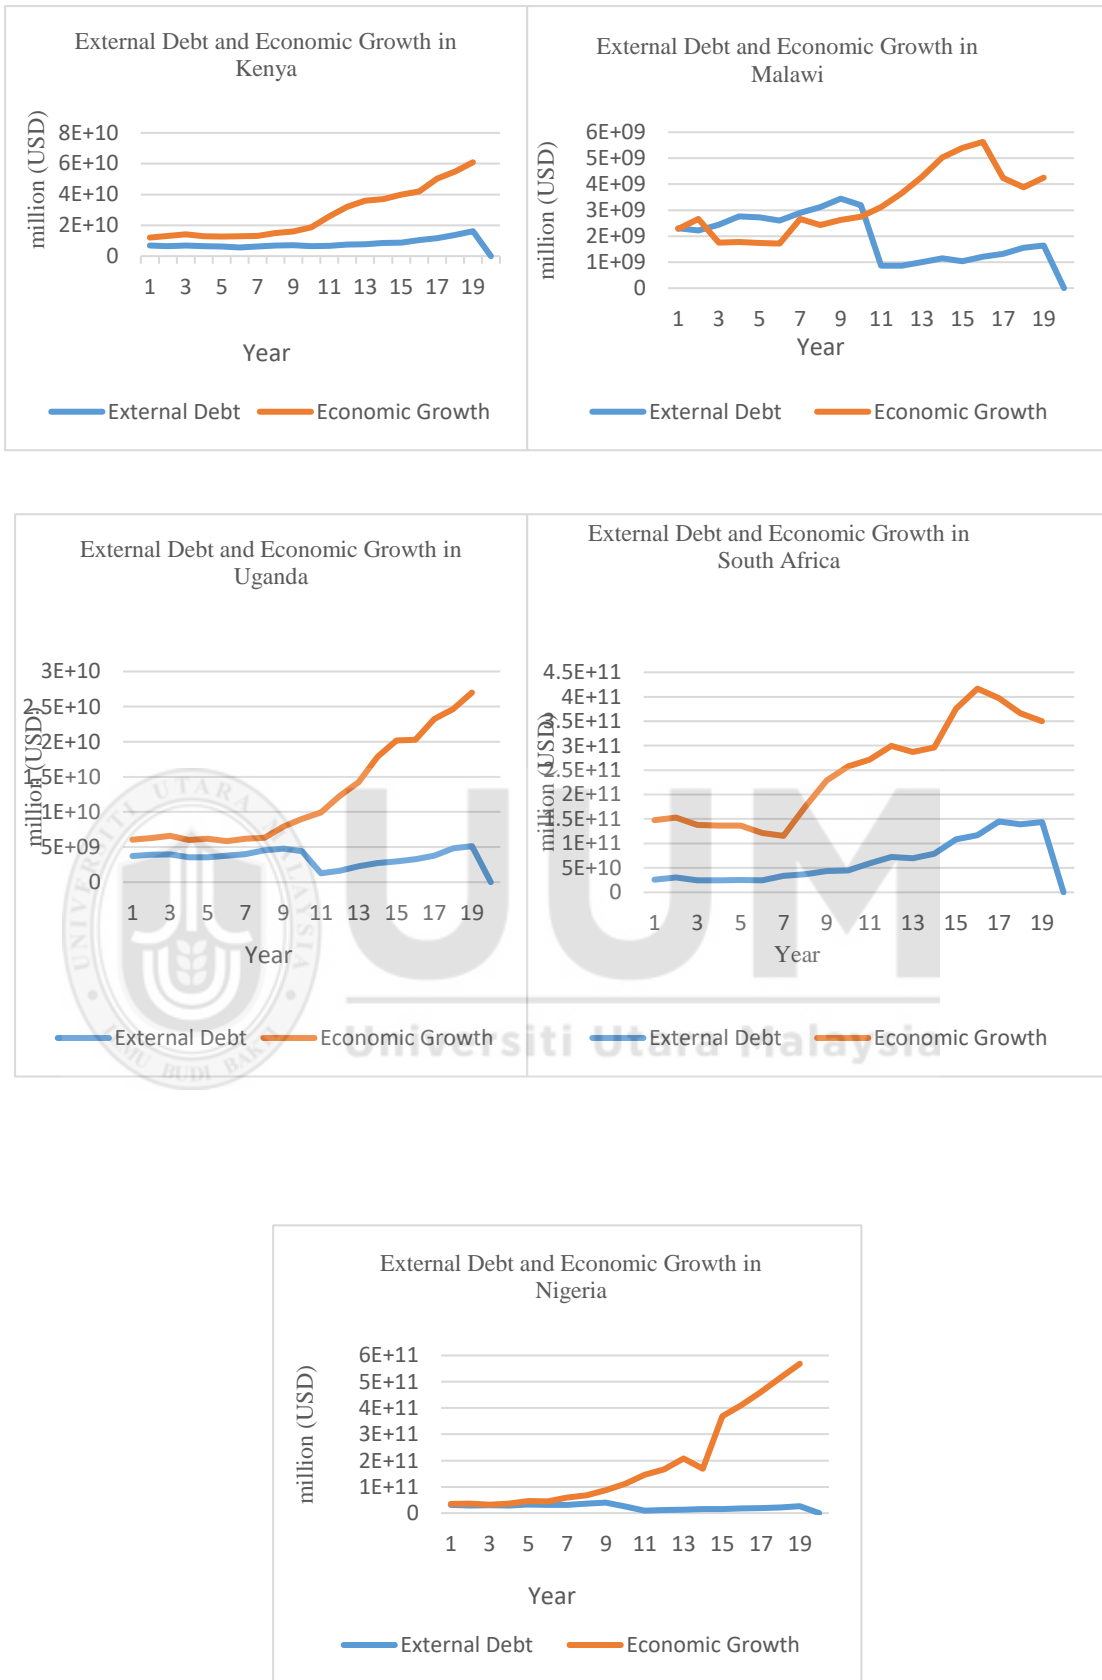 External Debt and Economic Growth in
Kenya
million (USD)
8E+10
6E+10
4E+10
2E+10
0
1 3 5 7 9 11 13 15 17 19
Year
External Debt Economic Growth
External Debt and Economic Growth in
Malawi
million (USD)
6E+09
5E+09
4E+09
3E+09
2E+09
1E+09
0
1 3 5 7 9 11 13 15 17 19
Year
External Debt Economic Growth
External Debt and Economic Growth in
Uganda
million (USD)
3E+10
2.5E+10
2E+10
1.5E+10
1E+10
5E+09
0
1 3 5 7 9 11 13 15 17 19
Year
External Debt Economic Growth
External Debt and Economic Growth in
South Africa
million (USD)
4.5E+11
4E+11
3.5E+11
3E+11
2.5E+11
2E+11
1.5E+11
1E+11
5E+10
0
1 3 5 7 9 11 13 15 17 19
Year
External Debt Economic Growth
UNIVERSITI UTARA MALAYSIA
ILMU BUDI BAKTI
UUM
Universiti Utara Malaysia
External Debt and Economic Growth in
Nigeria
million (USD)
6E+11
5E+11
4E+11
3E+11
2E+11
1E+11
0
1 3 5 7 9 11 13 15 17 19
Year
External Debt Economic Growth